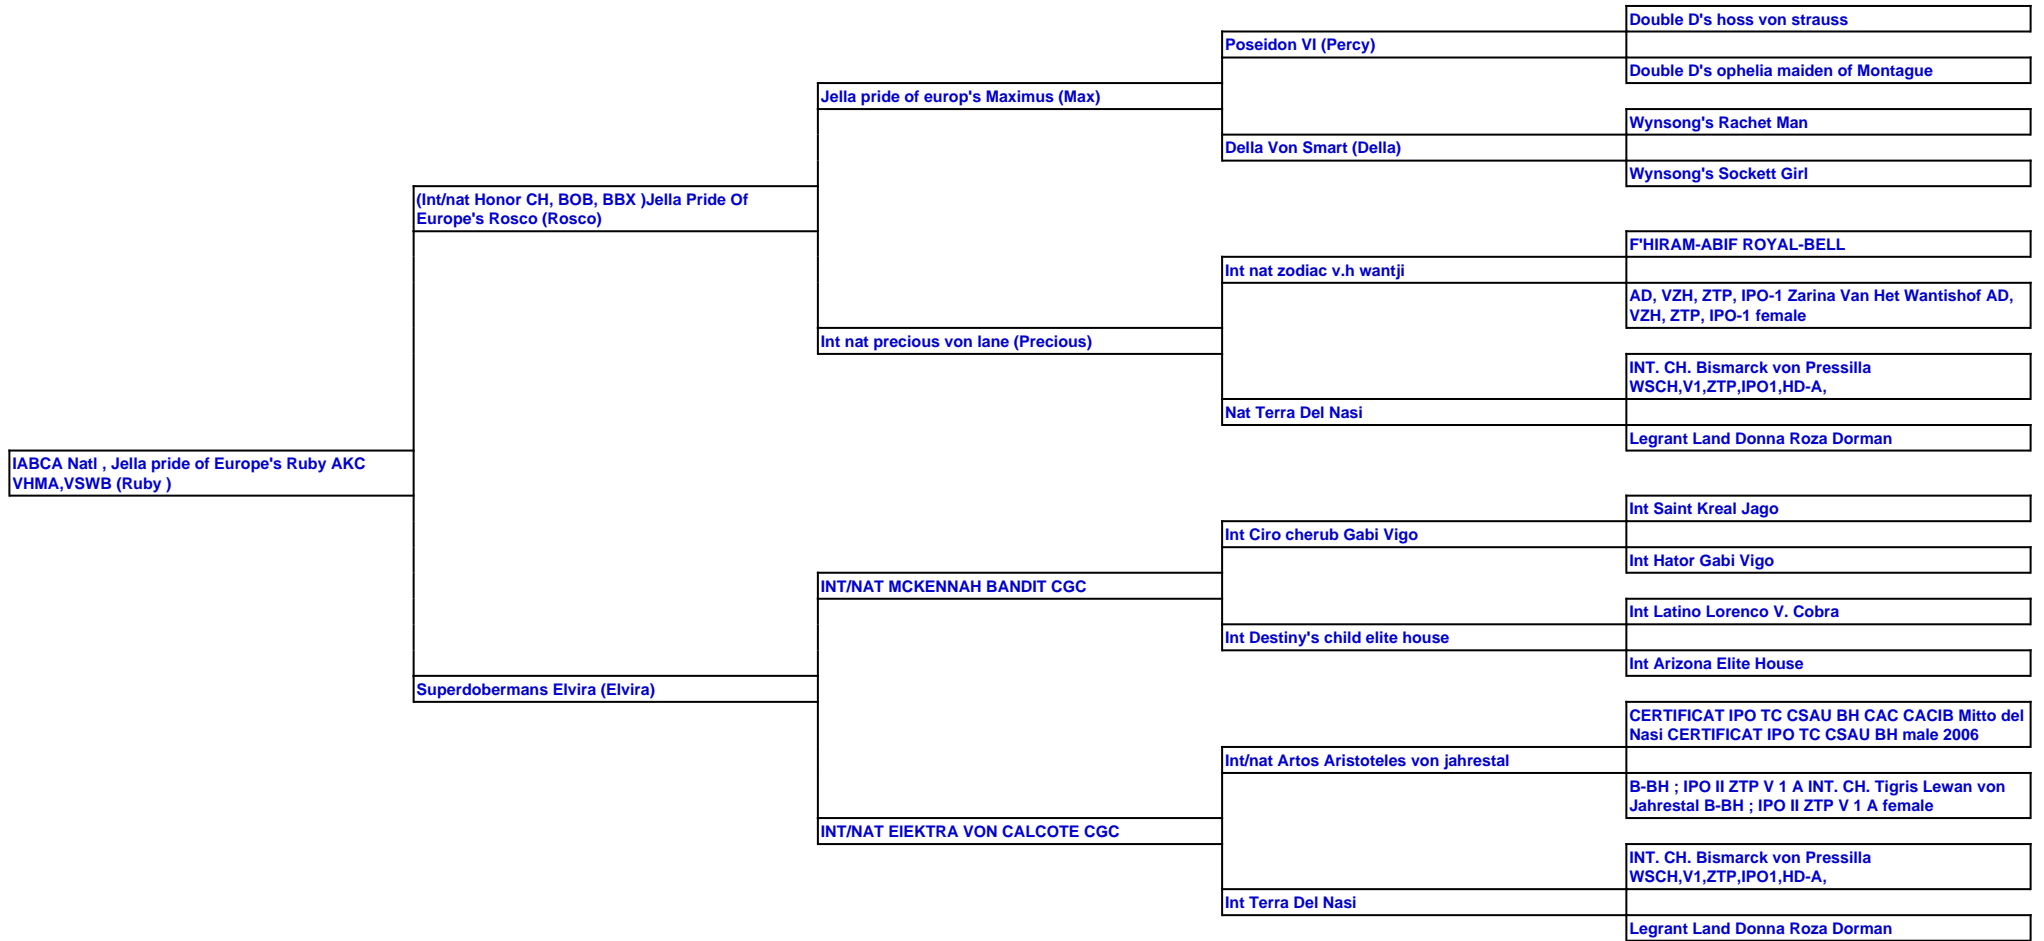 Double D's hoss von strauss
Poseidon VI (Percy)
Double D's ophelia maiden of Montague
Jella pride of europ's Maximus (Max)
Wynsong's Rachet Man
Della Von Smart (Della)
Wynsong's Sockett Girl
(Int/nat Honor CH, BOB, BBX )Jella Pride Of
Europe's Rosco (Rosco)
F'HIRAM-ABIF ROYAL-BELL
Int nat zodiac v.h wantji
AD, VZH, ZTP, IPO-1 Zarina Van Het Wantishof AD,
VZH, ZTP, IPO-1 female
Int nat precious von lane (Precious)
INT. CH. Bismarck von Pressilla
WSCH,V1,ZTP,IPO1,HD-A,
Nat Terra Del Nasi
Legrant Land Donna Roza Dorman
IABCA Natl , Jella pride of Europe's Ruby AKC
VHMA,VSWB (Ruby )
Int Saint Kreal Jago
Int Ciro cherub Gabi Vigo
Int Hator Gabi Vigo
INT/NAT MCKENNAH BANDIT CGC
Int Latino Lorenco V. Cobra
Int Destiny's child elite house
Int Arizona Elite House
Superdobermans Elvira (Elvira)
CERTIFICAT IPO TC CSAU BH CAC CACIB Mitto del
Nasi CERTIFICAT IPO TC CSAU BH male 2006
Int/nat Artos Aristoteles von jahrestal
B-BH ; IPO II ZTP V 1 A INT. CH. Tigris Lewan von
Jahrestal B-BH ; IPO II ZTP V 1 A female
INT/NAT ElEKTRA VON CALCOTE CGC
INT. CH. Bismarck von Pressilla
WSCH,V1,ZTP,IPO1,HD-A,
Int Terra Del Nasi
Legrant Land Donna Roza Dorman